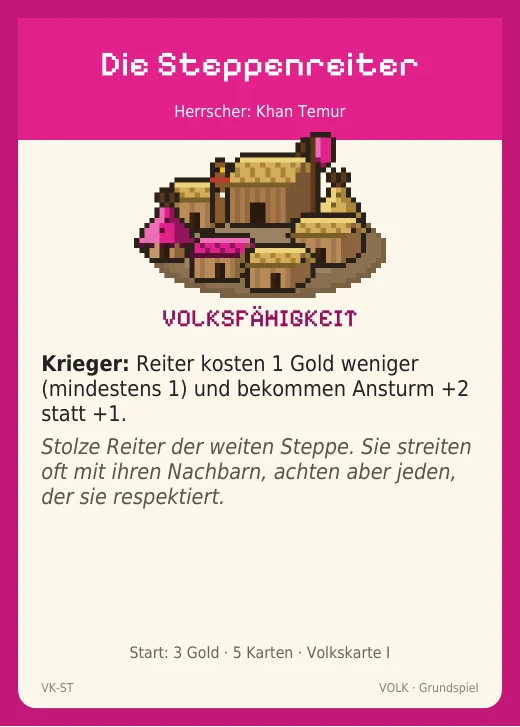 Die Steppenreiter
Herrscher: Khan Temur
VOLKSFÄHIGKEIT
Krieger: Reiter kosten 1 Gold weniger
(mindestens 1) und bekommen Ansturm +2
statt +1.
Stolze Reiter der weiten Steppe. Sie streiten
oft mit ihren Nachbarn, achten aber jeden,
der sie respektiert.
Start: 3 Gold · 5 Karten · Volkskarte I
VK-ST
VOLK · Grundspiel